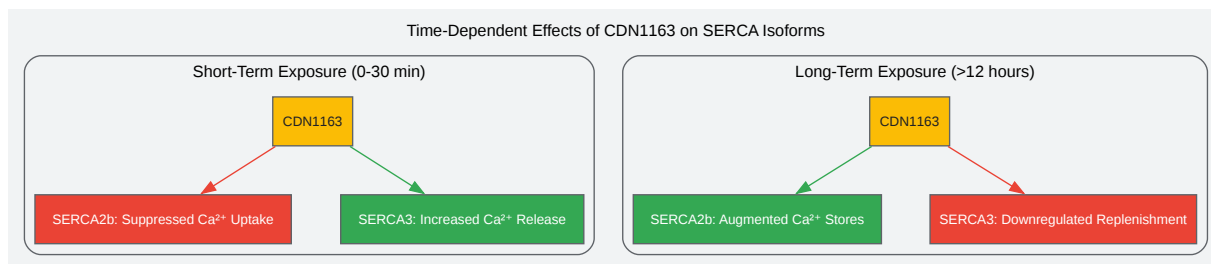 Time-Dependent Effects of CDN1163 on SERCA Isoforms
Short-Term Exposure (0-30 min)
CDN1163
SERCA2b: Suppressed Ca²⁺ Uptake
SERCA3: Increased Ca²⁺ Release
Long-Term Exposure (>12 hours)
CDN1163
SERCA2b: Augmented Ca²⁺ Stores
SERCA3: Downregulated Replenishment